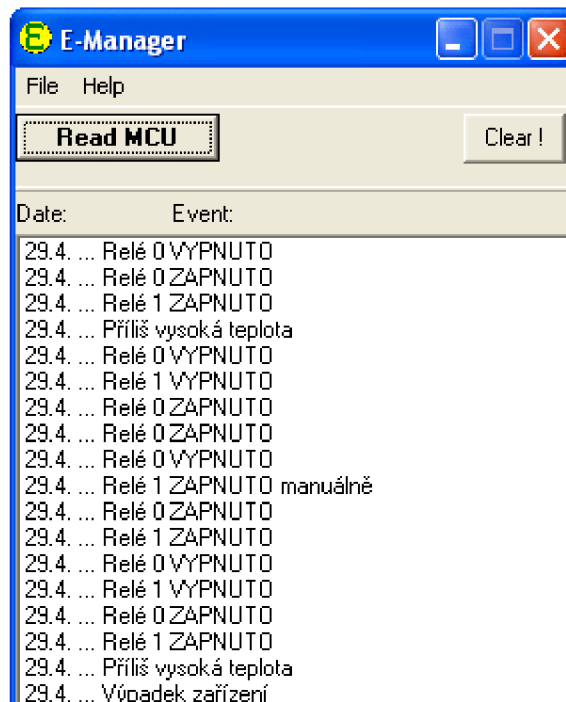 E-Manager
File Help
Read MCU Clear !
Date: Event:
29.4. ... Relé 0 VYPNUTO
29.4. ... Relé 0 ZAPNUTO
29.4. ... Relé 1 ZAPNUTO
29.4. ... Příliš vysoká teplota
29.4. ... Relé 0 VYPNUTO
29.4. ... Relé 1 VYPNUTO
29.4. ... Relé 0 ZAPNUTO
29.4. ... Relé 0 ZAPNUTO
29.4. ... Relé 0 VYPNUTO
29.4. ... Relé 1 ZAPNUTO manuálně
29.4. ... Relé 0 ZAPNUTO
29.4. ... Relé 1 ZAPNUTO
29.4. ... Relé 0 VYPNUTO
29.4. ... Relé 1 VYPNUTO
29.4. ... Relé 0 ZAPNUTO
29.4. ... Relé 1 ZAPNUTO
29.4. ... Příliš vysoká teplota
29.4. ... Výpadek zařízení